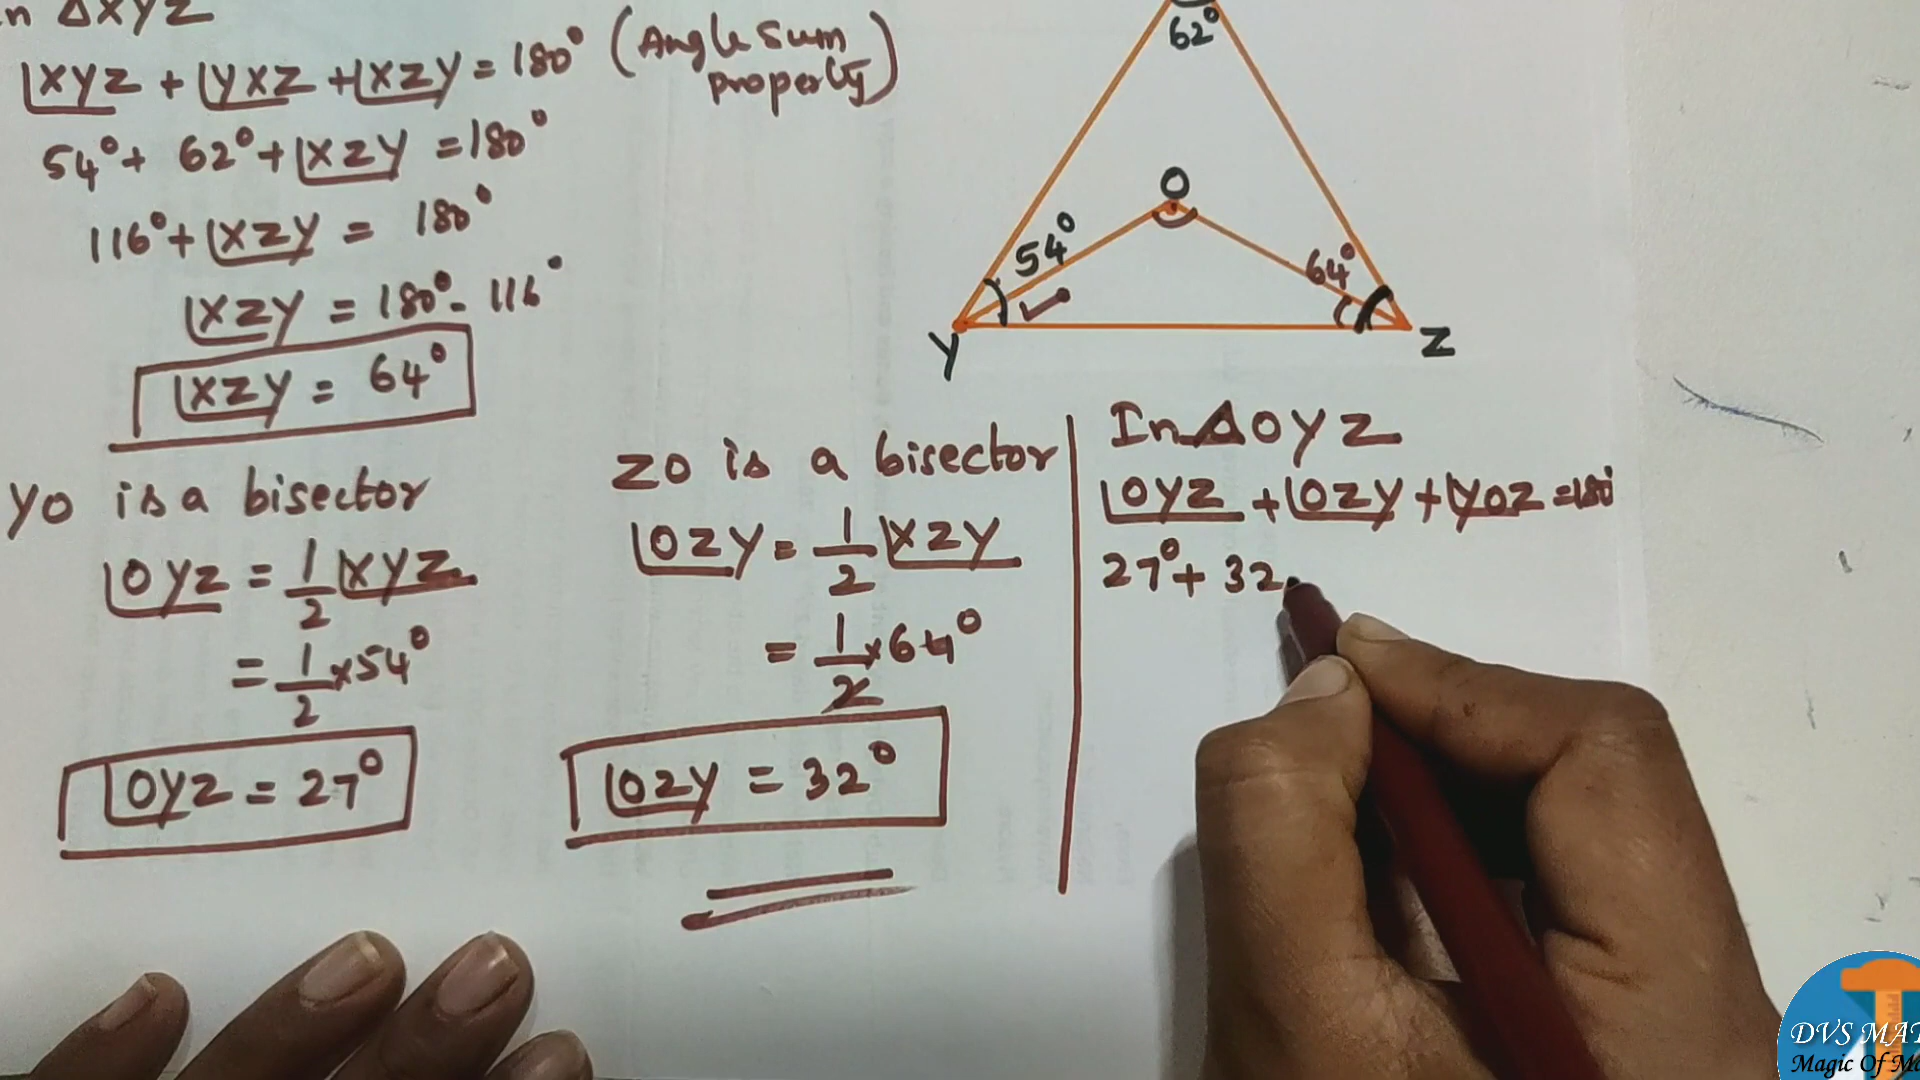 In ΔXYZ
∟XYZ + ∟YXZ + ∟XZY = 180° (Angle Sum property)
54° + 62° + ∟XZY = 180°
116° + ∟XZY = 180°
∟XZY = 180° - 116°
∟XZY = 64°
YO is a bisector
∟OYZ = 1/2 ∟XYZ
= 1/2 × 54°
∟OYZ = 27°
ZO is a bisector
∟OZY = 1/2 ∟XZY
= 1/2 × 64°
∟OZY = 32°
62°
O
54°
64°
Y
Z
In ΔOYZ
∟OYZ + ∟OZY + ∟YOZ = 180°
27° + 32
DVS MAT
Magic Of Ma